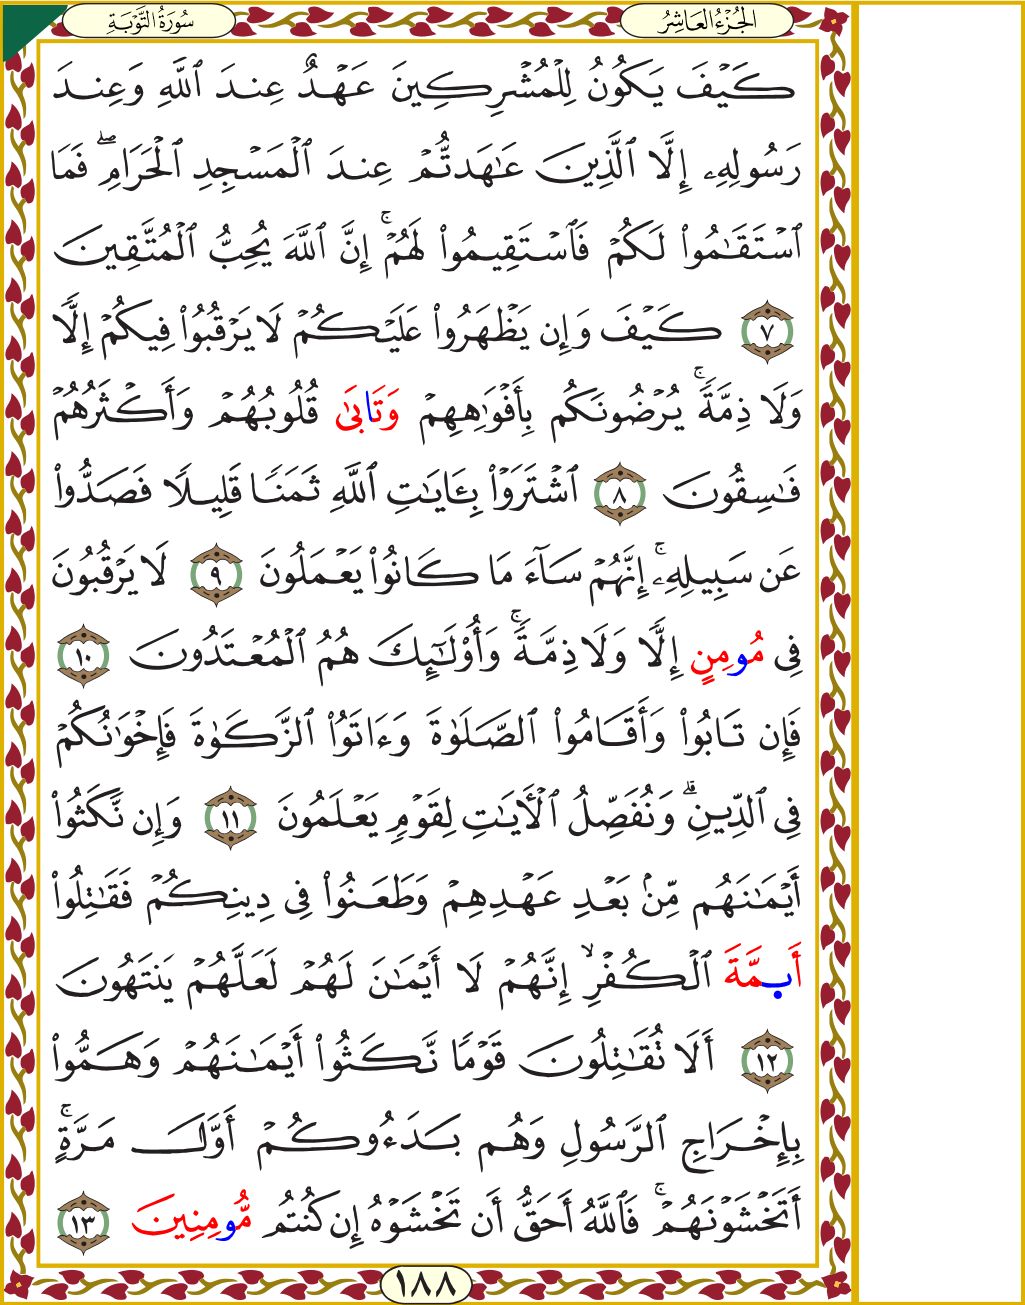 الجُزْءُ العَاشِرُ
سُورَةُ التَّوْبَةِ
كَيْفَ يَكُونُ لِلْمُشْرِكِينَ عَهْدٌ عِندَ ٱللَّهِ وَعِندَ
رَسُولِهِۦ إِلَّا ٱلَّذِينَ عَٰهَدتُّمْ عِندَ ٱلْمَسْجِدِ ٱلْحَرَامِ ۖ فَمَا
ٱسْتَقَٰمُوا۟ لَكُمْ فَٱسْتَقِيمُوا۟ لَهُمْ ۚ إِنَّ ٱللَّهَ يُحِبُّ ٱلْمُتَّقِينَ
٧ كَيْفَ وَإِن يَظْهَرُوا۟ عَلَيْكُمْ لَا يَرْقُبُوا۟ فِيكُمْ إِلًّا
وَلَا ذِمَّةً ۚ يُرْضُونَكُم بِأَفْوَٰهِهِمْ وَتَابَىٰ قُلُوبُهُمْ وَأَكْثَرُهُمْ
فَٰسِقُونَ ٨ ٱشْتَرَوْا۟ بِـَٔايَٰتِ ٱللَّهِ ثَمَنًا قَلِيلًا فَصَدُّوا۟
عَن سَبِيلِهِۦٓ ۚ إِنَّهُمْ سَآءَ مَا كَانُوا۟ يَعْمَلُونَ ٩ لَا يَرْقُبُونَ
فِى مُومِنٍ إِلًّا وَلَا ذِمَّةً ۚ وَأُو۟لَٰٓئِكَ هُمُ ٱلْمُعْتَدُونَ ١٠
فَإِن تَابُوا۟ وَأَقَامُوا۟ ٱلصَّلَوٰةَ وَءَاتَوُا۟ ٱلزَّكَوٰةَ فَإِخْوَٰنُكُمْ
فِى ٱلدِّينِ ۗ وَنُفَصِّلُ ٱلْأَيَٰتِ لِقَوْمٍ يَعْلَمُونَ ١١ وَإِن نَّكَثُوٓا۟
أَيْمَٰنَهُم مِّنۢ بَعْدِ عَهْدِهِمْ وَطَعَنُوا۟ فِى دِينِكُمْ فَقَٰتِلُوٓا۟
أَىِٕمَّةَ ٱلْكُفْرِ ۙ إِنَّهُمْ لَآ أَيْمَٰنَ لَهُمْ لَعَلَّهُمْ يَنتَهُونَ
١٢ أَلَا تُقَٰتِلُونَ قَوْمًا نَّكَثُوٓا۟ أَيْمَٰنَهُمْ وَهَمُّوا۟
بِإِخْرَاجِ ٱلرَّسُولِ وَهُم بَدَءُوكُمْ أَوَّلَ مَرَّةٍ ۚ
أَتَخْشَوْنَهُمْ ۚ فَٱللَّهُ أَحَقُّ أَن تَخْشَوْهُ إِن كُنتُم مُّومِنِينَ ١٣
١٨٨